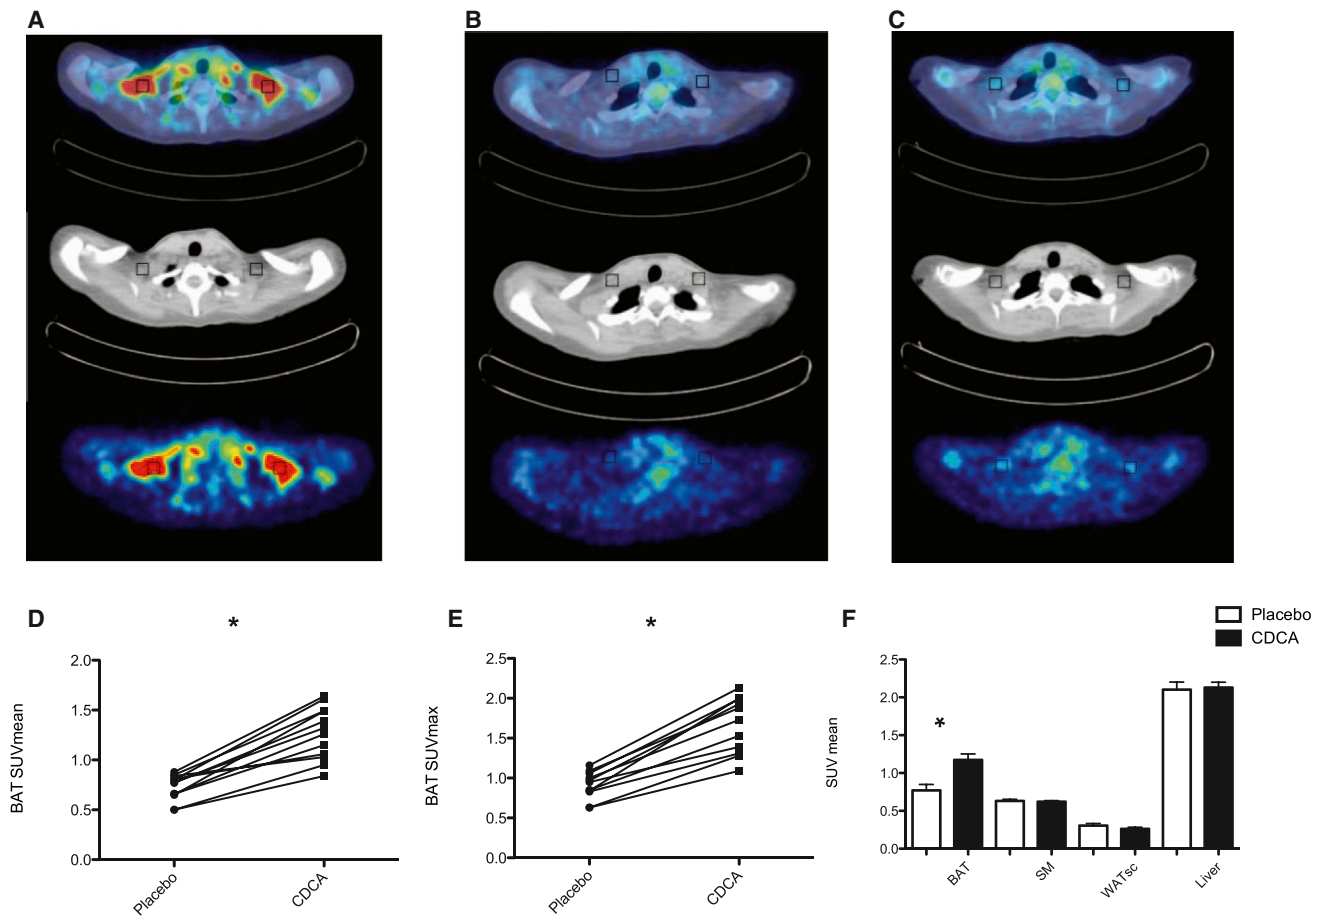 A
B
C
D
*
2.0
1.5
1.0
0.5
0.0
BAT SUVmean
Placebo
CDCA
E
*
2.5
2.0
1.5
1.0
0.5
0.0
BAT SUVmax
Placebo
CDCA
F
Placebo
CDCA
2.5
2.0
1.5
1.0
0.5
0.0
SUV mean
*
BAT
SM
WATsc
Liver